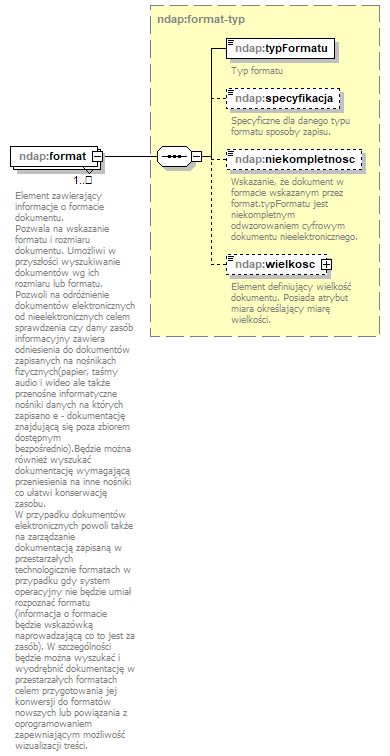 ndap:format-typ
ndap:typFormatu
Typ formatu
ndap:specyfikacja
Specyficzne dla danego typu
formatu sposoby zapisu.
ndap:format
ndap:niekompletnosc
1..
Wskazanie, że dokument w
formacie wskazanym przez
format.typFormatu jest
niekompletnym
odwzorowaniem cyfrowym
dokumentu nieelektronicznego.
ndap:wielkosc
Element definiujący wielkość
dokumentu. Posiada atrybut
miara określający miarę
wielkości.
Element zawierający
informacje o formacie
dokumentu.
Pozwala na wskazanie
formatu i rozmiaru
dokumentu. Umożliwi w
przyszłości wyszukiwanie
dokumentów wg ich
rozmiaru lub formatu.
Pozwoli na odróżnienie
dokumentów elektronicznych
od nieelektronicznych celem
sprawdzenia czy dany zasób
informacyjny zawiera
odniesienia do dokumentów
zapisanych na nośnikach
fizycznych(papier, taśmy
audio i wideo ale także
przenośne informatyczne
nośniki danych na których
zapisano e - dokumentację
znajdującą się poza zbiorem
dostępnym
bezpośrednio).Będzie można
również wyszukać
dokumentację wymagającą
przeniesienia na inne nośniki
co ułatwi konserwację
zasobu.
W przypadku dokumentów
elektronicznych powoli także
na zarządzanie
dokumentacją zapisaną w
przestarzałych
technologicznie formatach w
przypadku gdy system
operacyjny nie będzie umiał
rozpoznać formatu
(informacja o formacie
będzie wskazówką
naprowadzającą co to jest za
zasób). W szczególności
będzie można wyszukać i
wyodrębnić dokumentację w
przestarzałych formatach
celem przygotowania jej
konwersji do formatów
nowszych lub powiązania z
oprogramowaniem
zapewniającym możliwość
wizualizacji treści.